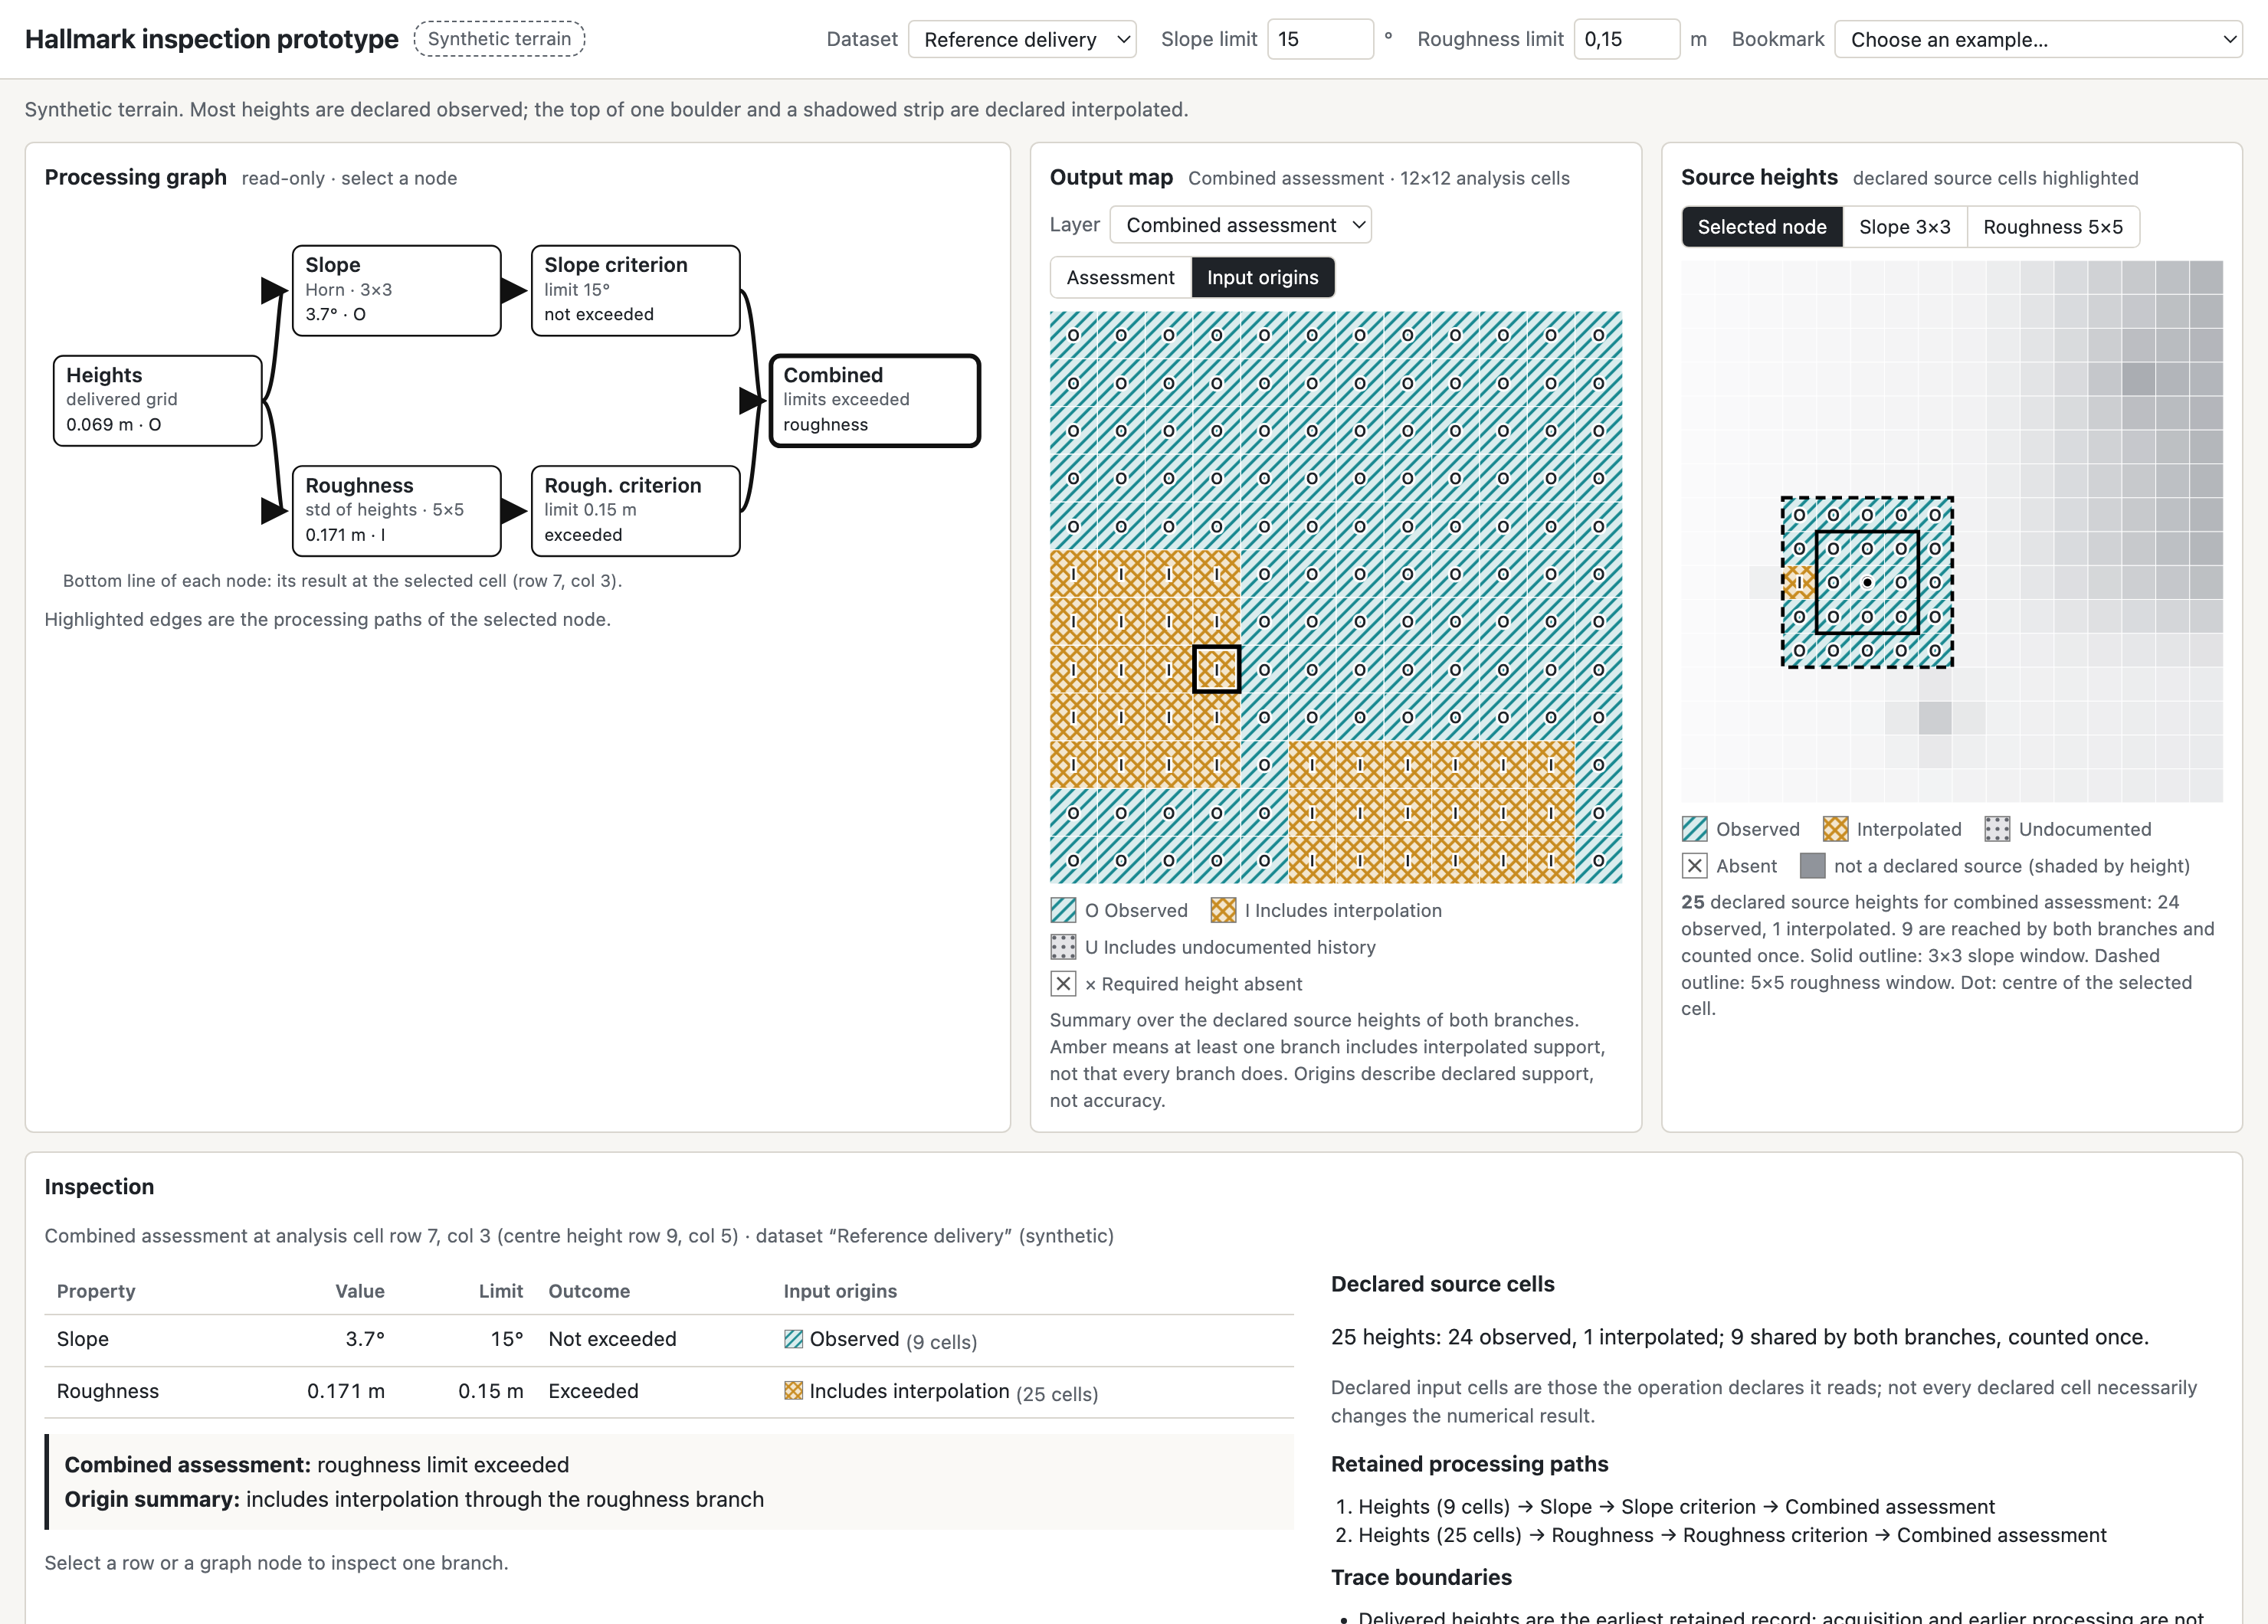 Hallmark inspection prototype Synthetic terrain Dataset Reference delivery Slope limit 15 ° Roughness limit 0,15 m Bookmark Choose an example...
Synthetic terrain. Most heights are declared observed; the top of one boulder and a shadowed strip are declared interpolated.
Processing graph read-only · select a node
Slope
Horn · 3×3
3.7° · O
Slope criterion
limit 15°
not exceeded
Heights
delivered grid
0.069 m · O
Combined
limits exceeded
roughness
Roughness
std of heights · 5×5
0.171 m · I
Rough. criterion
limit 0.15 m
exceeded
Bottom line of each node: its result at the selected cell (row 7, col 3).
Highlighted edges are the processing paths of the selected node.
Output map Combined assessment · 12×12 analysis cells
Layer Combined assessment
Assessment Input origins
O O O O O O O O O O O O
O O O O O O O O O O O O
O O O O O O O O O O O O
O O O O O O O O O O O O
O O O O O O O O O O O O
I I I I O O O O O O O O
I I I I O O O O O O O O
I I I I O O O O O O O O
I I I I O O O O O O O O
I I I I O I I I I I I O
O O O O O I I I I I I O
O O O O O I I I I I I O
O Observed I Includes interpolation
U Includes undocumented history
× Required height absent
Summary over the declared source heights of both branches.
Amber means at least one branch includes interpolated support,
not that every branch does. Origins describe declared support,
not accuracy.
Source heights declared source cells highlighted
Selected node Slope 3×3 Roughness 5×5
O O O O O
O O O O O
I O O O
O O O O O
O O O O O
Observed Interpolated Undocumented
Absent not a declared source (shaded by height)
25 declared source heights for combined assessment: 24
observed, 1 interpolated. 9 are reached by both branches and
counted once. Solid outline: 3×3 slope window. Dashed
outline: 5×5 roughness window. Dot: centre of the selected
cell.
Inspection
Combined assessment at analysis cell row 7, col 3 (centre height row 9, col 5) · dataset “Reference delivery” (synthetic)
Property Value Limit Outcome Input origins
Slope 3.7° 15° Not exceeded Observed (9 cells)
Roughness 0.171 m 0.15 m Exceeded Includes interpolation (25 cells)
Combined assessment: roughness limit exceeded
Origin summary: includes interpolation through the roughness branch
Select a row or a graph node to inspect one branch.
Declared source cells
25 heights: 24 observed, 1 interpolated; 9 shared by both branches, counted once.
Declared input cells are those the operation declares it reads; not every declared cell necessarily
changes the numerical result.
Retained processing paths
1. Heights (9 cells) → Slope → Slope criterion → Combined assessment
2. Heights (25 cells) → Roughness → Roughness criterion → Combined assessment
Trace boundaries
• Delivered heights are the earliest retained record; acquisition and earlier processing are not